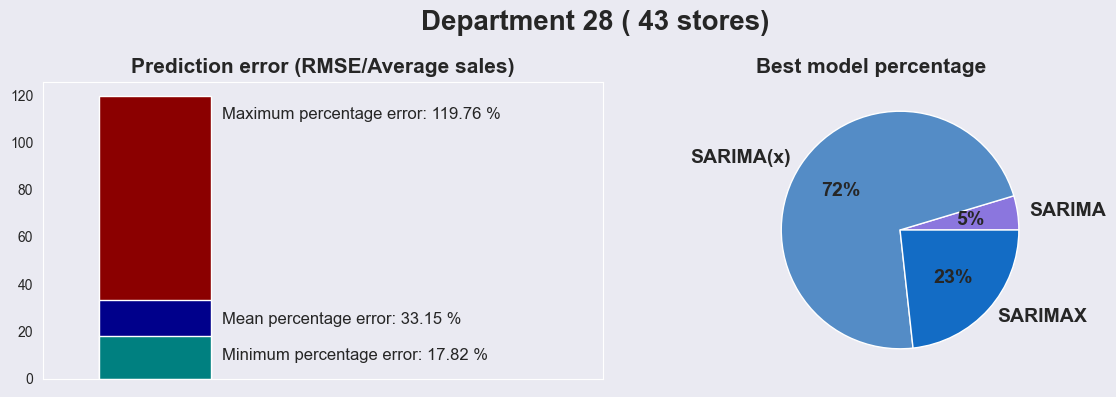 Department 28 ( 43 stores)
Prediction error (RMSE/Average sales)
120
100
80
60
40
20
0
Maximum percentage error: 119.76 %
Mean percentage error: 33.15 %
Minimum percentage error: 17.82 %
Best model percentage
SARIMA(x)
72%
SARIMA
5%
23%
SARIMAX